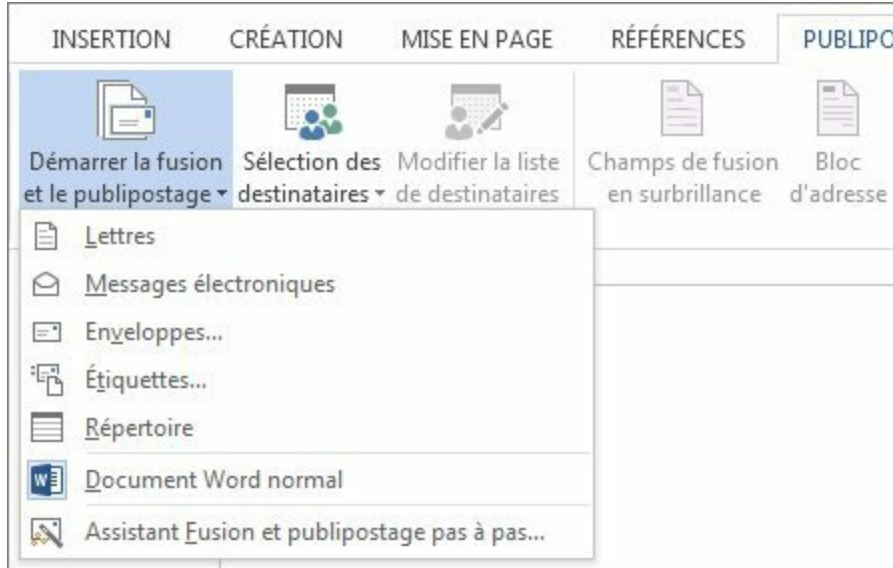 INSERTION CRÉATION MISE EN PAGE RÉFÉRENCES PUBLIPO
Démarrer la fusion Sélection des Modifier la liste Champs de fusion Bloc
et le publipostage destinataires de destinataires en surbrillance d'adresse
Lettres
Messages électroniques
Enveloppes...
Étiquettes...
Répertoire
Document Word normal
Assistant Fusion et publipostage pas à pas...